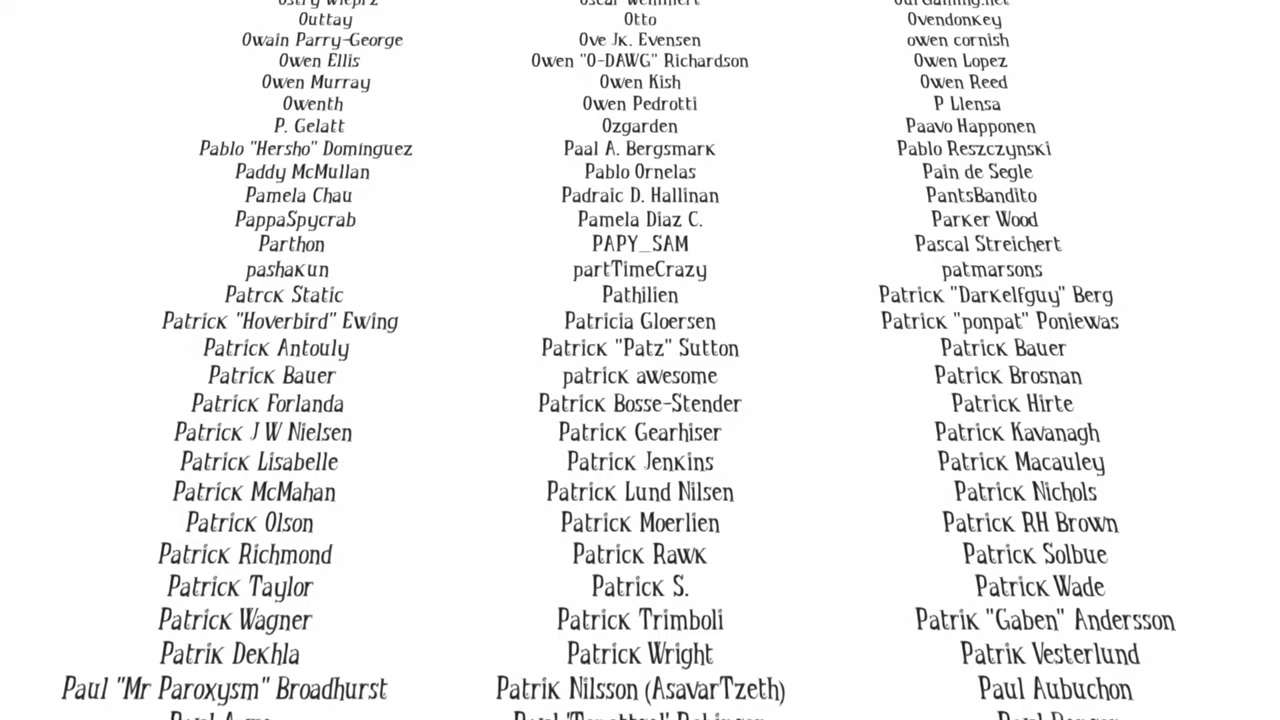 Outtay Otto Ovendonkey
Owain Parry-George Ove Jk. Evensen owen cornish
Owen Ellis Owen "O-DAWG" Richardson Owen Lopez
Owen Murray Owen Kish Owen Reed
Owenth Owen Pedrotti P Llensa
P. Gelatt Ozgarden Paavo Happonen
Pablo "Hersho" Dominguez Paal A. Bergsmark Pablo Reszczynski
Paddy McMullan Pablo Ornelas Pain de Segle
Pamela Chau Padraic D. Hallinan PantsBandito
PappaSpycrab Pamela Diaz C. Parker Wood
Parthon PAPY_SAM Pascal Streichert
pashakun partTimeCrazy patmarsons
Patrck Static Pathilien Patrick "Darkelfguy" Berg
Patrick "Hoverbird" Ewing Patricia Gloersen Patrick "ponpat" Poniewas
Patrick Antouly Patrick "Patz" Sutton Patrick Bauer
Patrick Bauer patrick awesome Patrick Brosnan
Patrick Forlanda Patrick Bosse-Stender Patrick Hirte
Patrick J W Nielsen Patrick Gearhiser Patrick Kavanagh
Patrick Lisabelle Patrick Jenkins Patrick Macauley
Patrick McMahan Patrick Lund Nilsen Patrick Nichols
Patrick Olson Patrick Moerlien Patrick RH Brown
Patrick Richmond Patrick Rawk Patrick Solbue
Patrick Taylor Patrick S. Patrick Wade
Patrick Wagner Patrick Trimboli Patrik "Gaben" Andersson
Patrik Dekhla Patrick Wright Patrik Vesterlund
Paul "Mr Paroxysm" Broadhurst Patrik Nilsson (AsavarTzeth) Paul Aubuchon